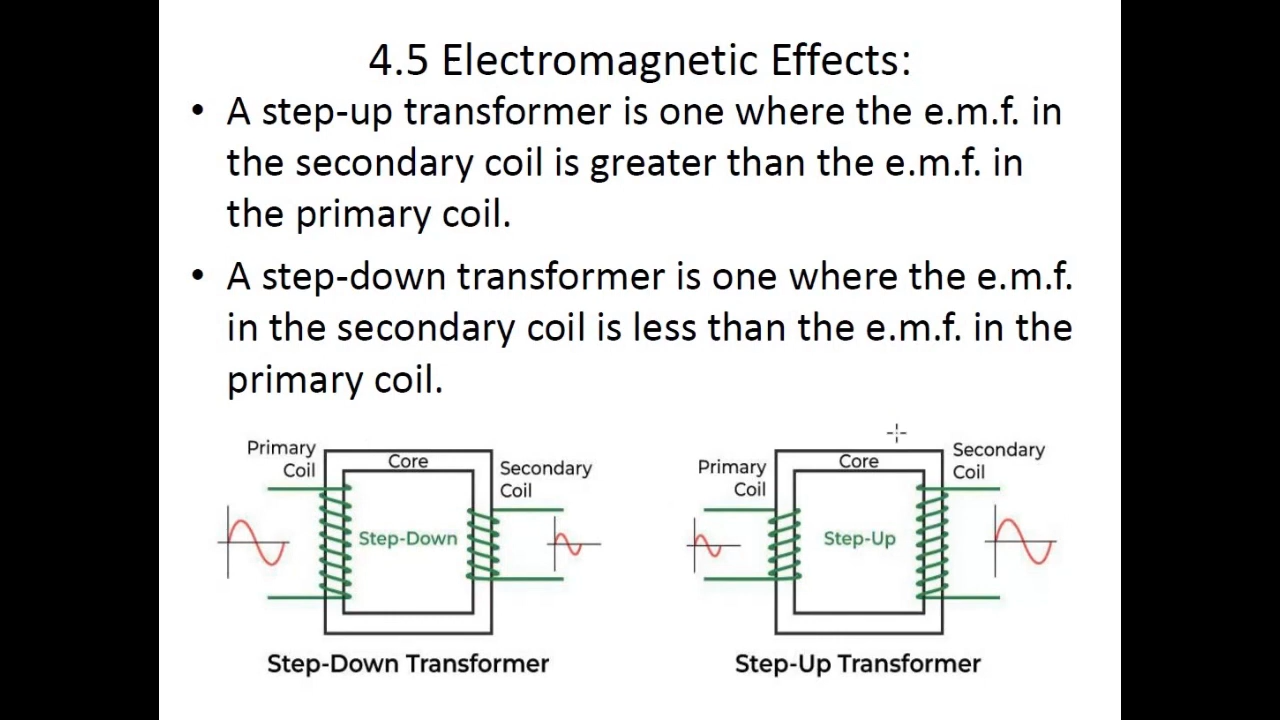 4.5 Electromagnetic Effects:
• A step-up transformer is one where the e.m.f. in
the secondary coil is greater than the e.m.f. in
the primary coil.
• A step-down transformer is one where the e.m.f.
in the secondary coil is less than the e.m.f. in the
primary coil.
Primary
Coil
Core
Secondary
Coil
Step-Down
Step-Down Transformer
Primary
Coil
Core
Secondary
Coil
Step-Up
Step-Up Transformer